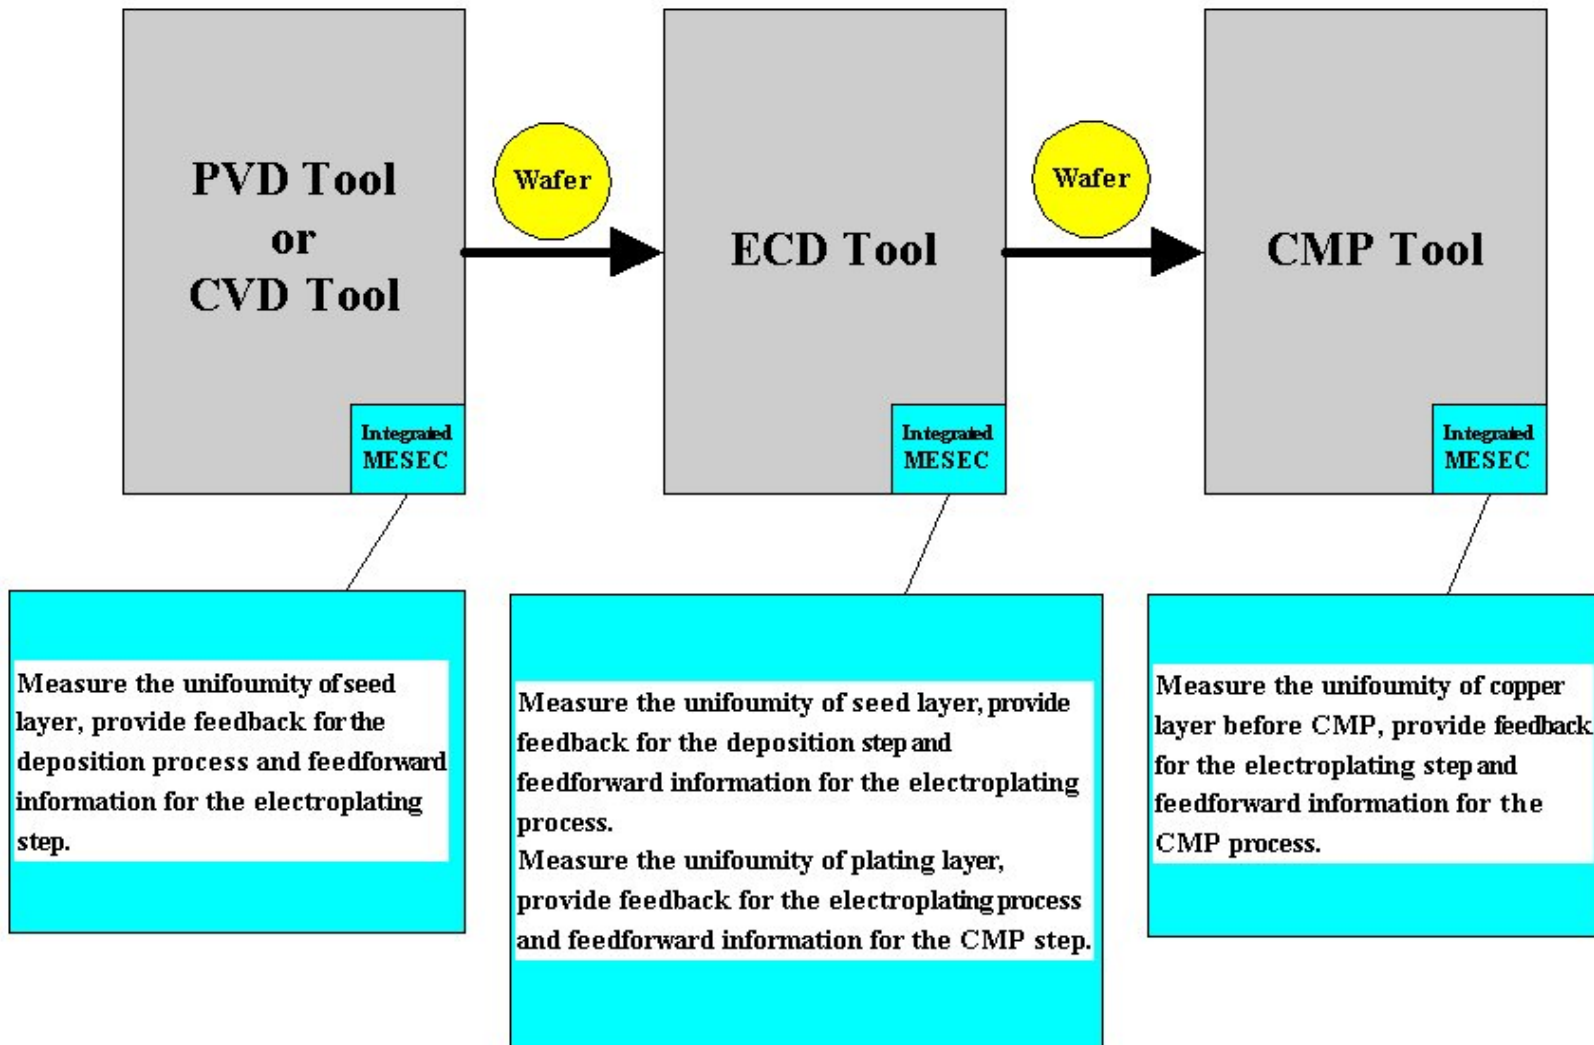 PVD Tool
or
CVD Tool
Wafer
ECD Tool
Wafer
CMP Tool
Integrated
MESEC
Integrated
MESEC
Integrated
MESEC
Measure the unifoumity of seed
layer, provide feedback for the
deposition process and feedforward
information for the electroplating
step.
Measure the unifoumity of seed layer, provide
feedback for the deposition step and
feedforward information for the electroplating
process.
Measure the unifoumity of plating layer,
provide feedback for the electroplating process
and feedforward information for the CMP step.
Measure the unifoumity of copper
layer before CMP, provide feedback
for the electroplating step and
feedforward information for the
CMP process.